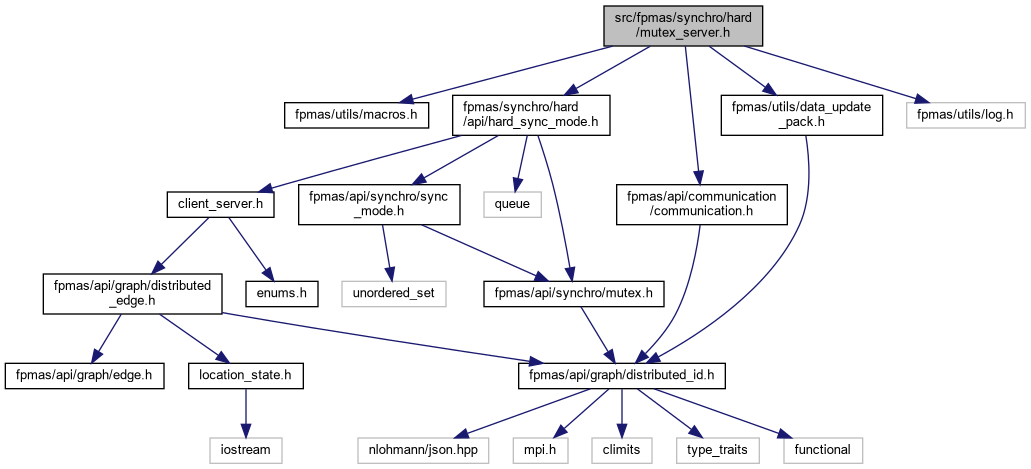 src/fpmas/synchro/hard
/mutex_server.h
fpmas/utils/macros.h
fpmas/synchro/hard
/api/hard_sync_mode.h
fpmas/utils/data_update
_pack.h
fpmas/utils/log.h
client_server.h
fpmas/api/synchro/sync
_mode.h
queue
fpmas/api/communication
/communication.h
fpmas/api/graph/distributed
_edge.h
enums.h
unordered_set
fpmas/api/synchro/mutex.h
fpmas/api/graph/edge.h
location_state.h
fpmas/api/graph/distributed_id.h
iostream
nlohmann/json.hpp
mpi.h
climits
type_traits
functional